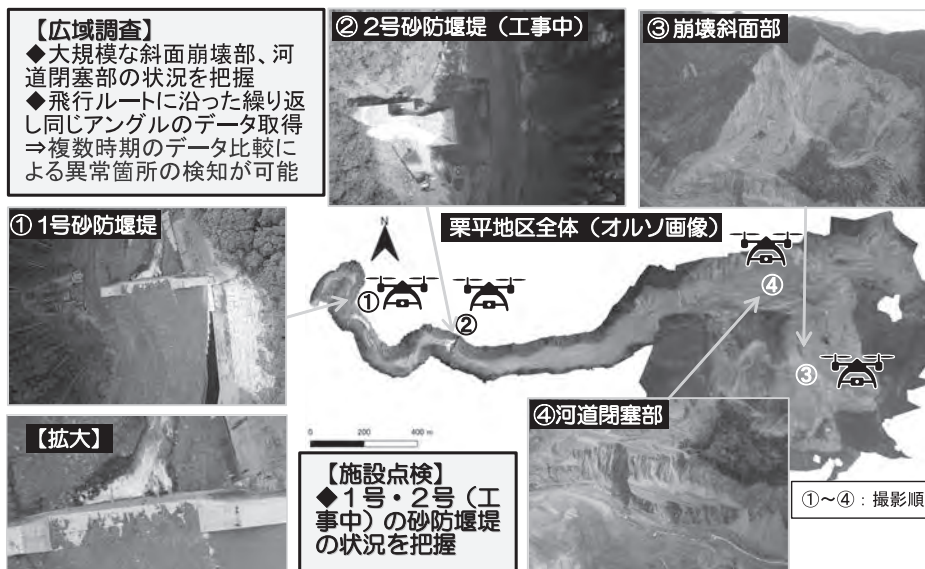 【広域調査】
◆大規模な斜面崩壊部、河
道閉塞部の状況を把握
◆飛行ルートに沿った繰り返
し同じアングルのデータ取得
⇒複数時期のデータ比較に
よる異常箇所の検知が可能
②2号砂防堰堤（工事中）
③崩壊斜面部
①1号砂防堰堤
栗平地区全体（オルソ画像）
N
①
②
④
③
【拡大】
0 200 400 m
【施設点検】
◆1号・2号（工
事中）の砂防堰堤
の状況を把握
④河道閉塞部
①～④：撮影順